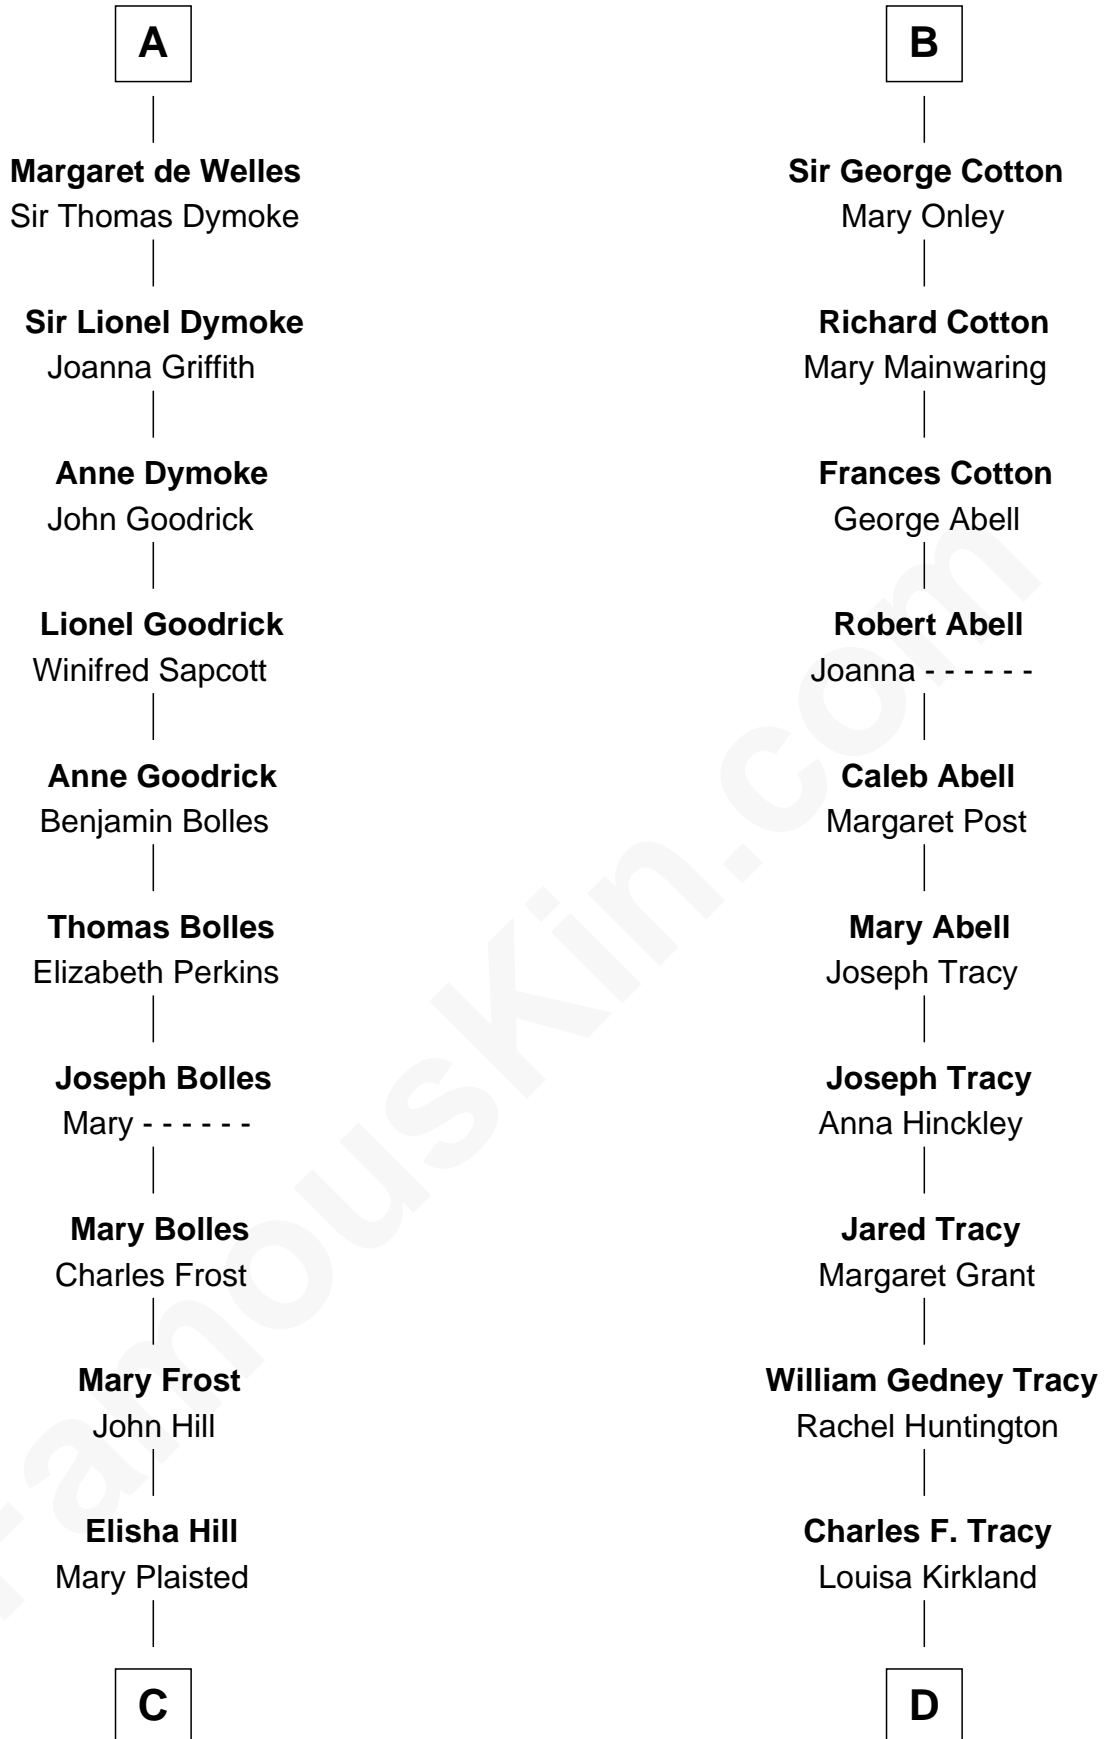 A
Margaret de Welles
Sir Thomas Dymoke
Sir Lionel Dymoke
Joanna Griffith
Anne Dymoke
John Goodrick
Lionel Goodrick
Winifred Sapcott
Anne Goodrick
Benjamin Bolles
Thomas Bolles
Elizabeth Perkins
Joseph Bolles
Mary - - - - - -
Mary Bolles
Charles Frost
Mary Frost
John Hill
Elisha Hill
Mary Plaisted
C
B
Sir George Cotton
Mary Onley
Richard Cotton
Mary Mainwaring
Frances Cotton
George Abell
Robert Abell
Joanna - - - - - -
Caleb Abell
Margaret Post
Mary Abell
Joseph Tracy
Joseph Tracy
Anna Hinckley
Jared Tracy
Margaret Grant
William Gedney Tracy
Rachel Huntington
Charles F. Tracy
Louisa Kirkland
D
FamousKin.com